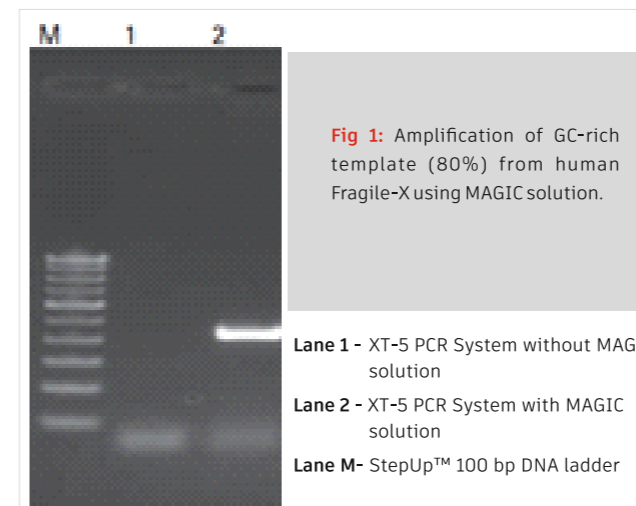 M 1 2
Fig 1: Amplification of GC-rich
template (80%) from human
Fragile-X using MAGIC solution.
Lane 1 - XT-5 PCR System without MAG
solution
Lane 2 - XT-5 PCR System with MAGIC
solution
Lane M- StepUp™ 100 bp DNA ladder